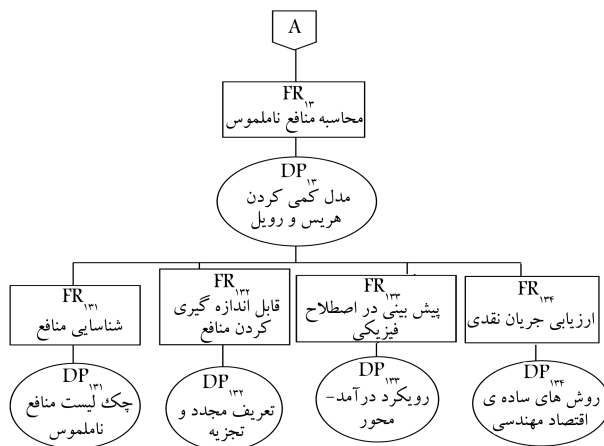 A
FR۱۳
محاسبه منافع ناملموس
DP۱۳
مدل کمی کردن
هریس و رویل
FR۱۳۱
شناسایی منافع
FR۱۳۲
قابل اندازه گیری
کردن منافع
FR۱۳۳
پیش بینی در اصطلاح
فیزیکی
FR۱۳۴
ارزیابی جریان نقدی
DP۱۳۱
چک لیست منافع
ناملموس
DP۱۳۲
تعریف مجدد و
تجزیه
DP۱۳۳
رویکرد درآمد-
محور
DP۱۳۴
روش های ساده ی
اقتصاد مهندسی